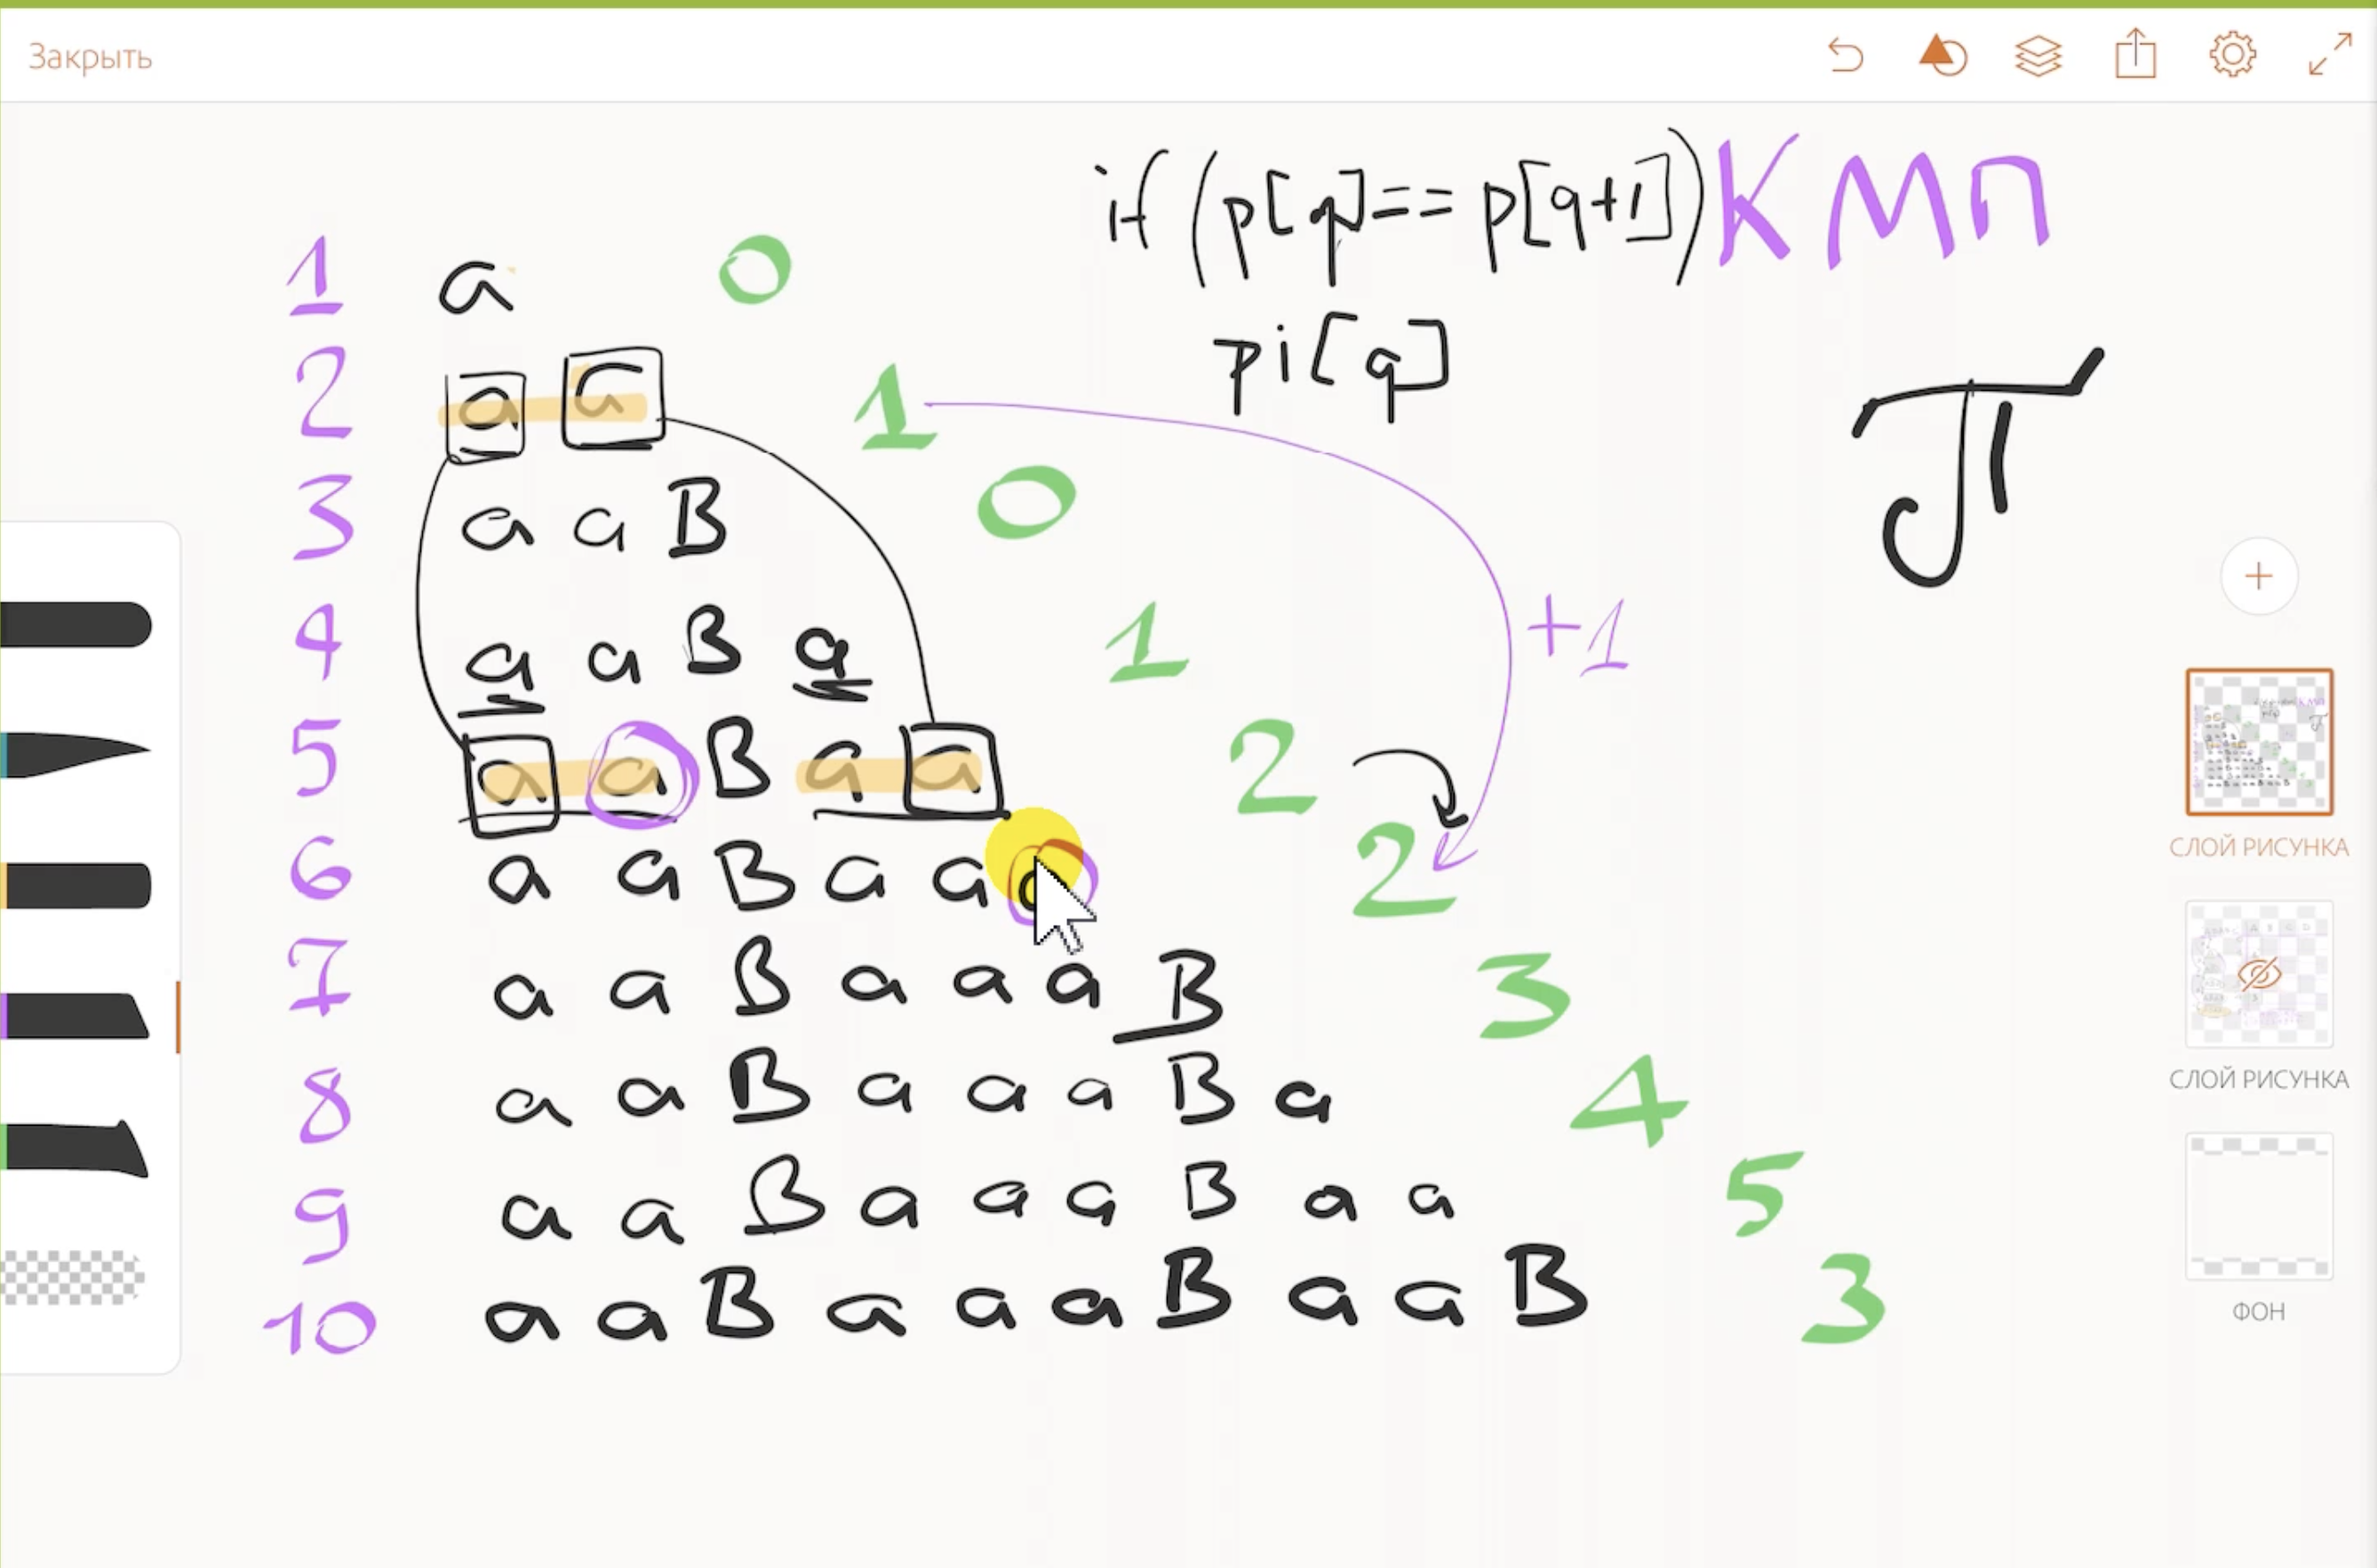 Закрыть
if (p[q]== p[q+1]) КМП
pi[q]
π
1 a 0
2 a a 1
3 a a B 0
4 a a B a 1
+1
5 a a B a a 2
6 a a B a a 2
7 a a B a a a B 3
8 a a B a a a B a 4
9 a a B a a a B a a 5
10 a a B a a a B a a B 3
СЛОЙ РИСУНКА
СЛОЙ РИСУНКА
ФОН